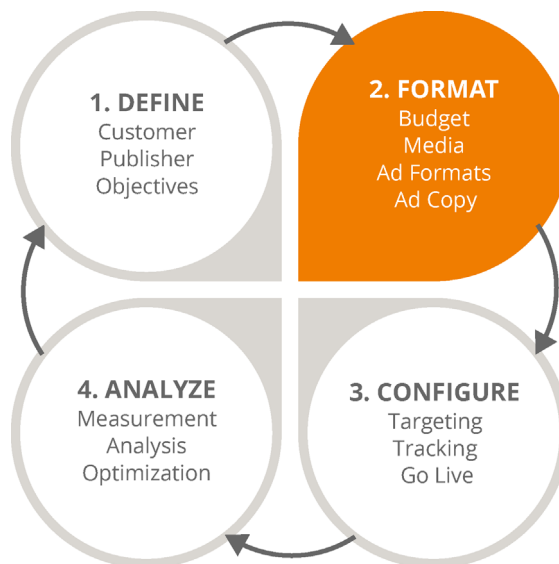 1. DEFINE
Customer
Publisher
Objectives
2. FORMAT
Budget
Media
Ad Formats
Ad Copy
3. CONFIGURE
Targeting
Tracking
Go Live
4. ANALYZE
Measurement
Analysis
Optimization